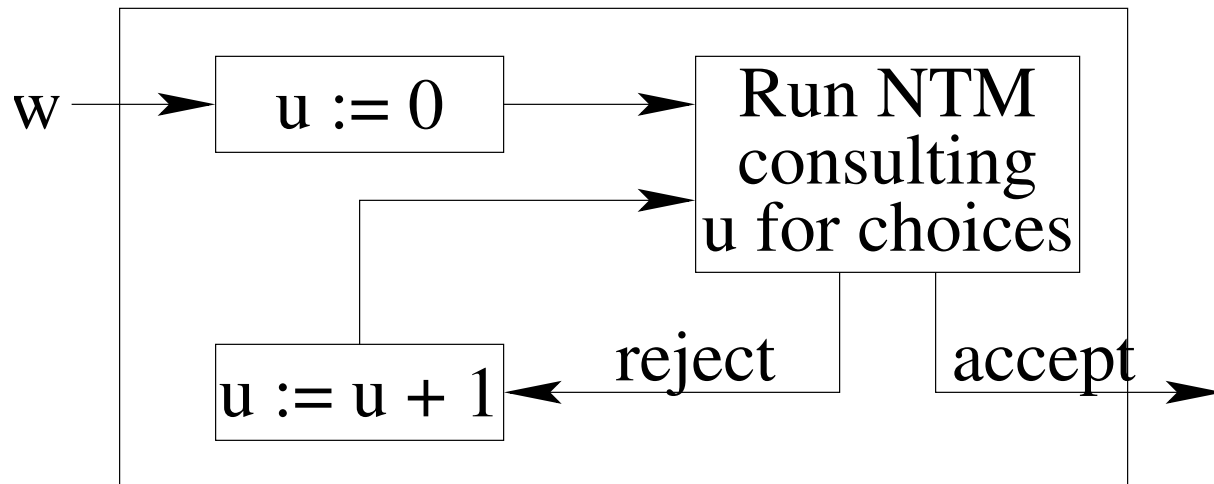 w
u := 0
Run NTM
consulting
u for choices
reject
accept
u := u + 1